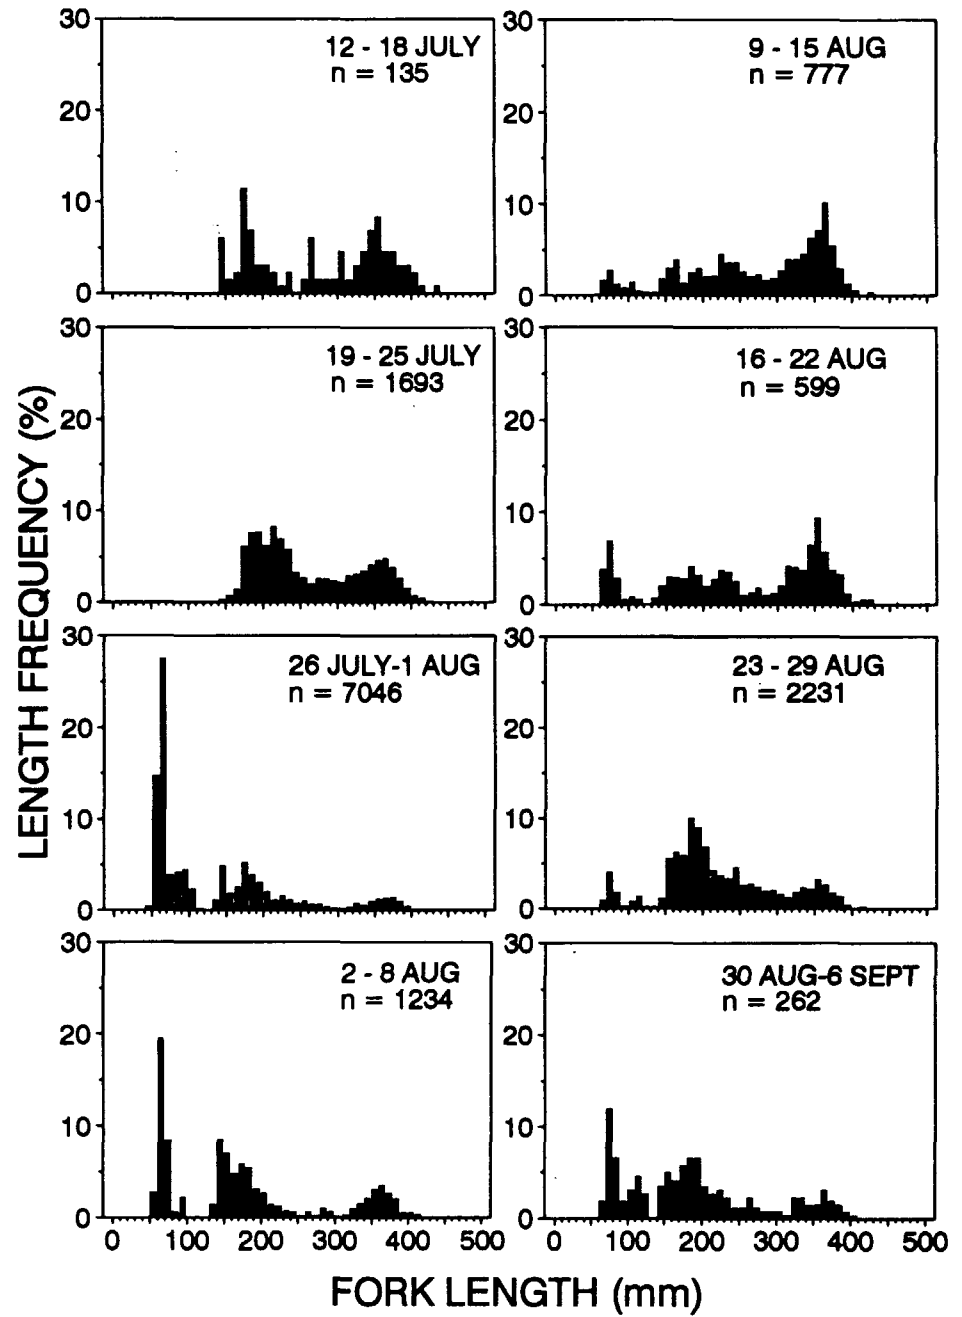 LENGTH FREQUENCY (%)
30
20
10
0
12 - 18 JULY
n = 135
30
20
10
0
9 - 15 AUG
n = 777
30
20
10
0
19 - 25 JULY
n = 1693
30
20
10
0
16 - 22 AUG
n = 599
30
20
10
0
26 JULY-1 AUG
n = 7046
30
20
10
0
23 - 29 AUG
n = 2231
30
20
10
0
2 - 8 AUG
n = 1234
0 100 200 300 400 500
30
20
10
0
30 AUG-6 SEPT
n = 262
0 100 200 300 400 500
FORK LENGTH (mm)